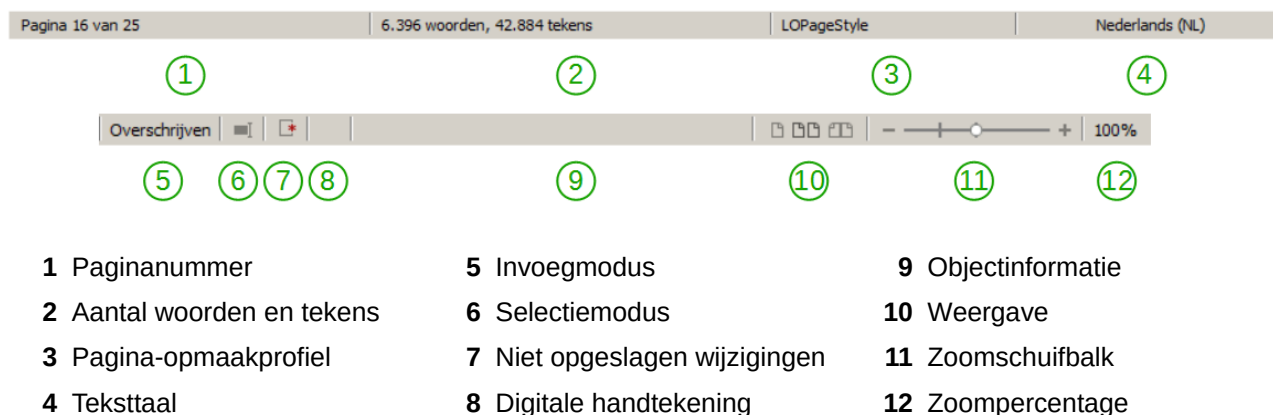 Pagina 16 van 25 6.396 woorden, 42.884 tekens LOPageStyle Nederlands (NL)
1 2 3 4
Overschrijven 100%
5 6 7 8 9 10 11 12
1 Paginanummer 5 Invoegmodus 9 Objectinformatie
2 Aantal woorden en tekens 6 Selectiemodus 10 Weergave
3 Pagina-opmaakprofiel 7 Niet opgeslagen wijzigingen 11 Zoomschuifbalk
4 Teksttaal 8 Digitale handtekening 12 Zoompercentage